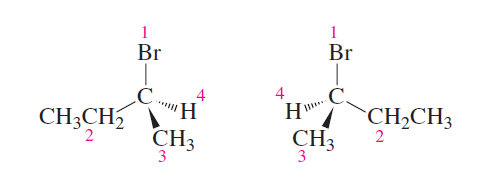 1 1
Br Br
C 4 4 C
CH₃CH₂ H H CH₂CH₃
2 CH₃ CH₃ 2
3 3